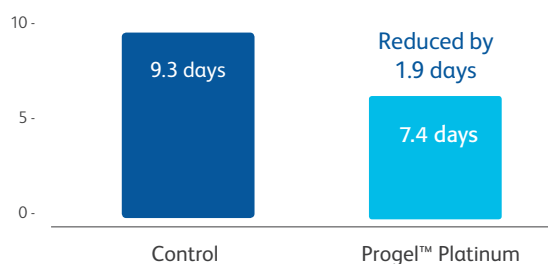 10 -
5 -
0 -
9.3 days
Reduced by
1.9 days
7.4 days
Control
Progel™ Platinum